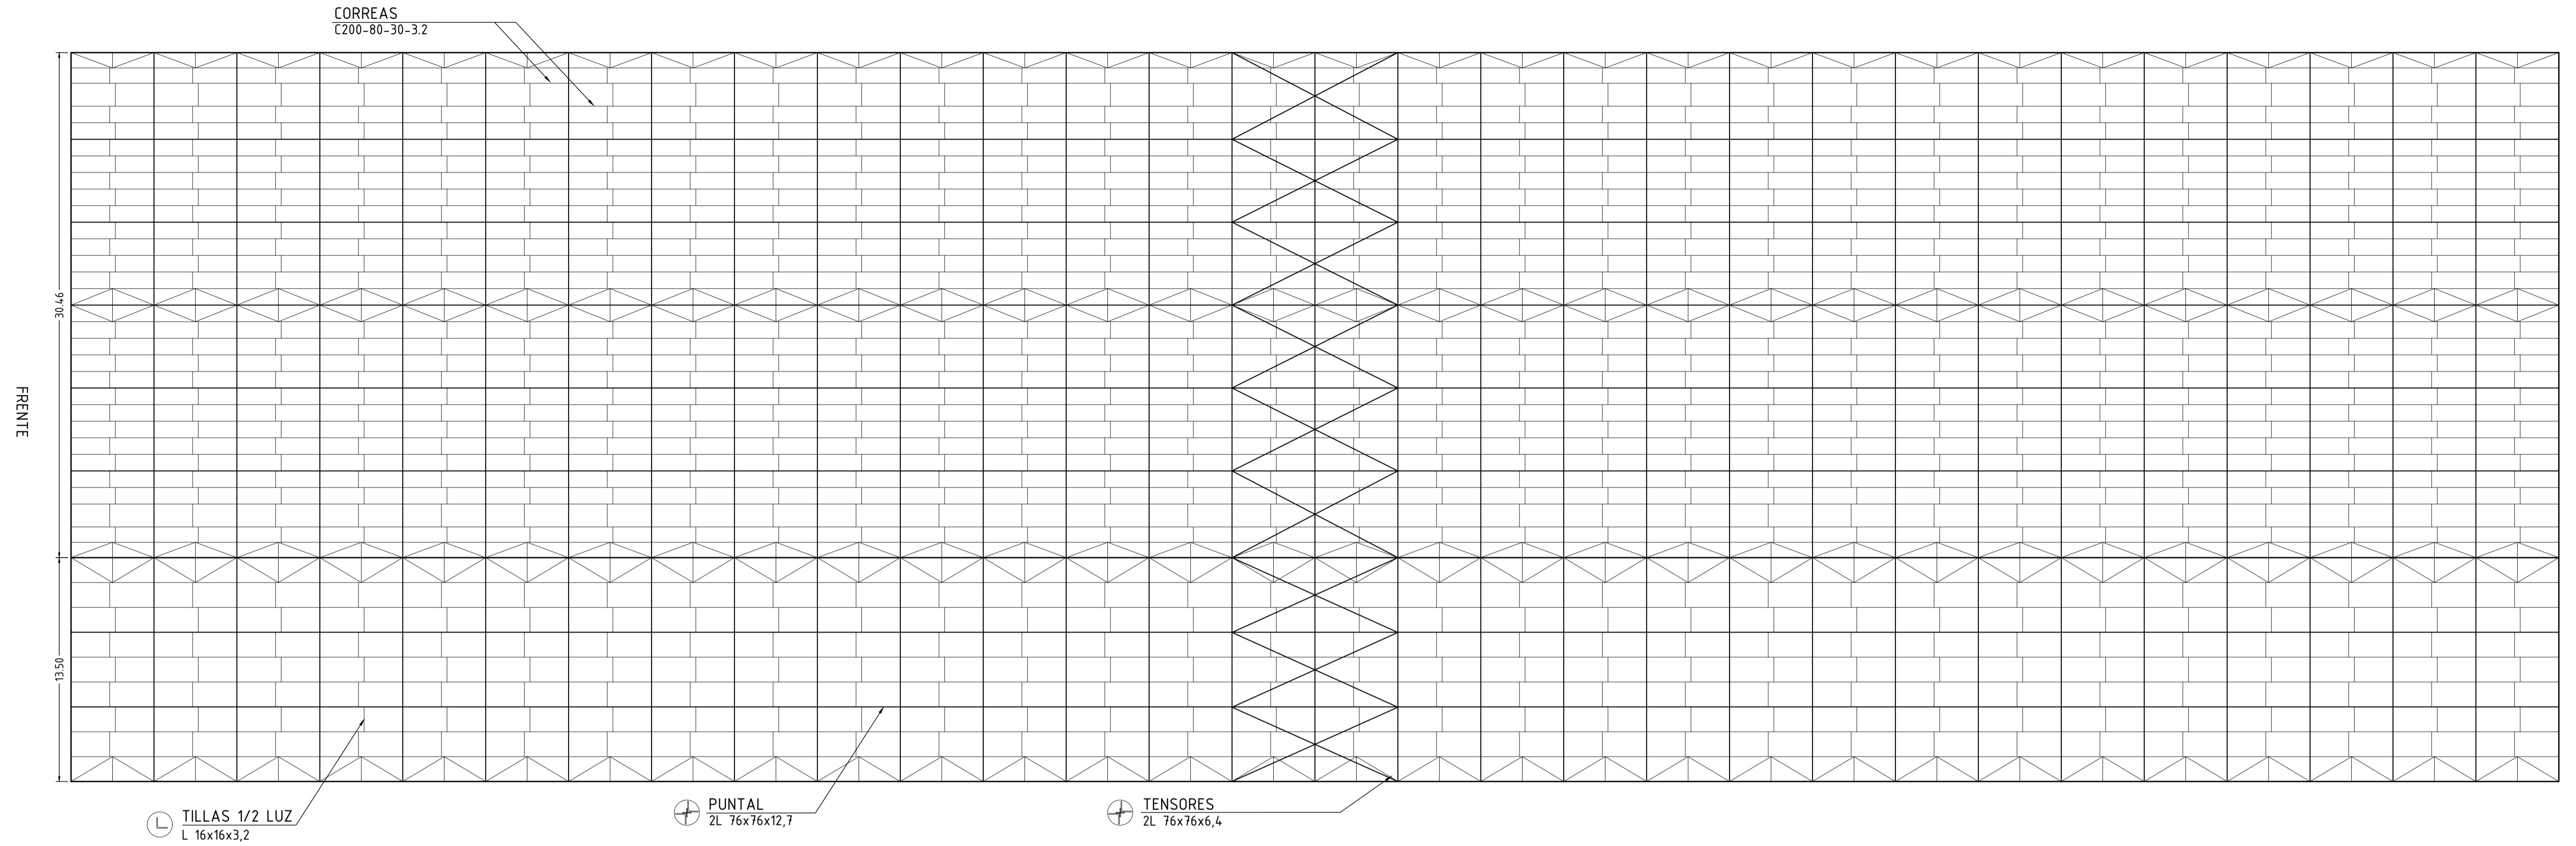 CORREAS
C200-80-30-3.2
30.46
FRENTE
13.50
TILLAS 1/2 LUZ
L 16x16x3,2
PUNTAL
2L 76x76x12,7
TENSORES
2L 76x76x6,4